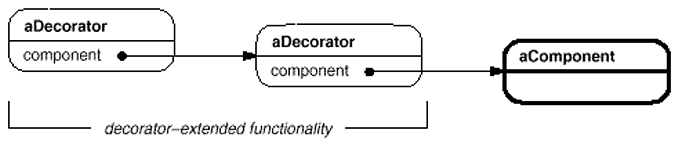 aDecorator
component
aDecorator
component
aComponent
decorator–extended functionality